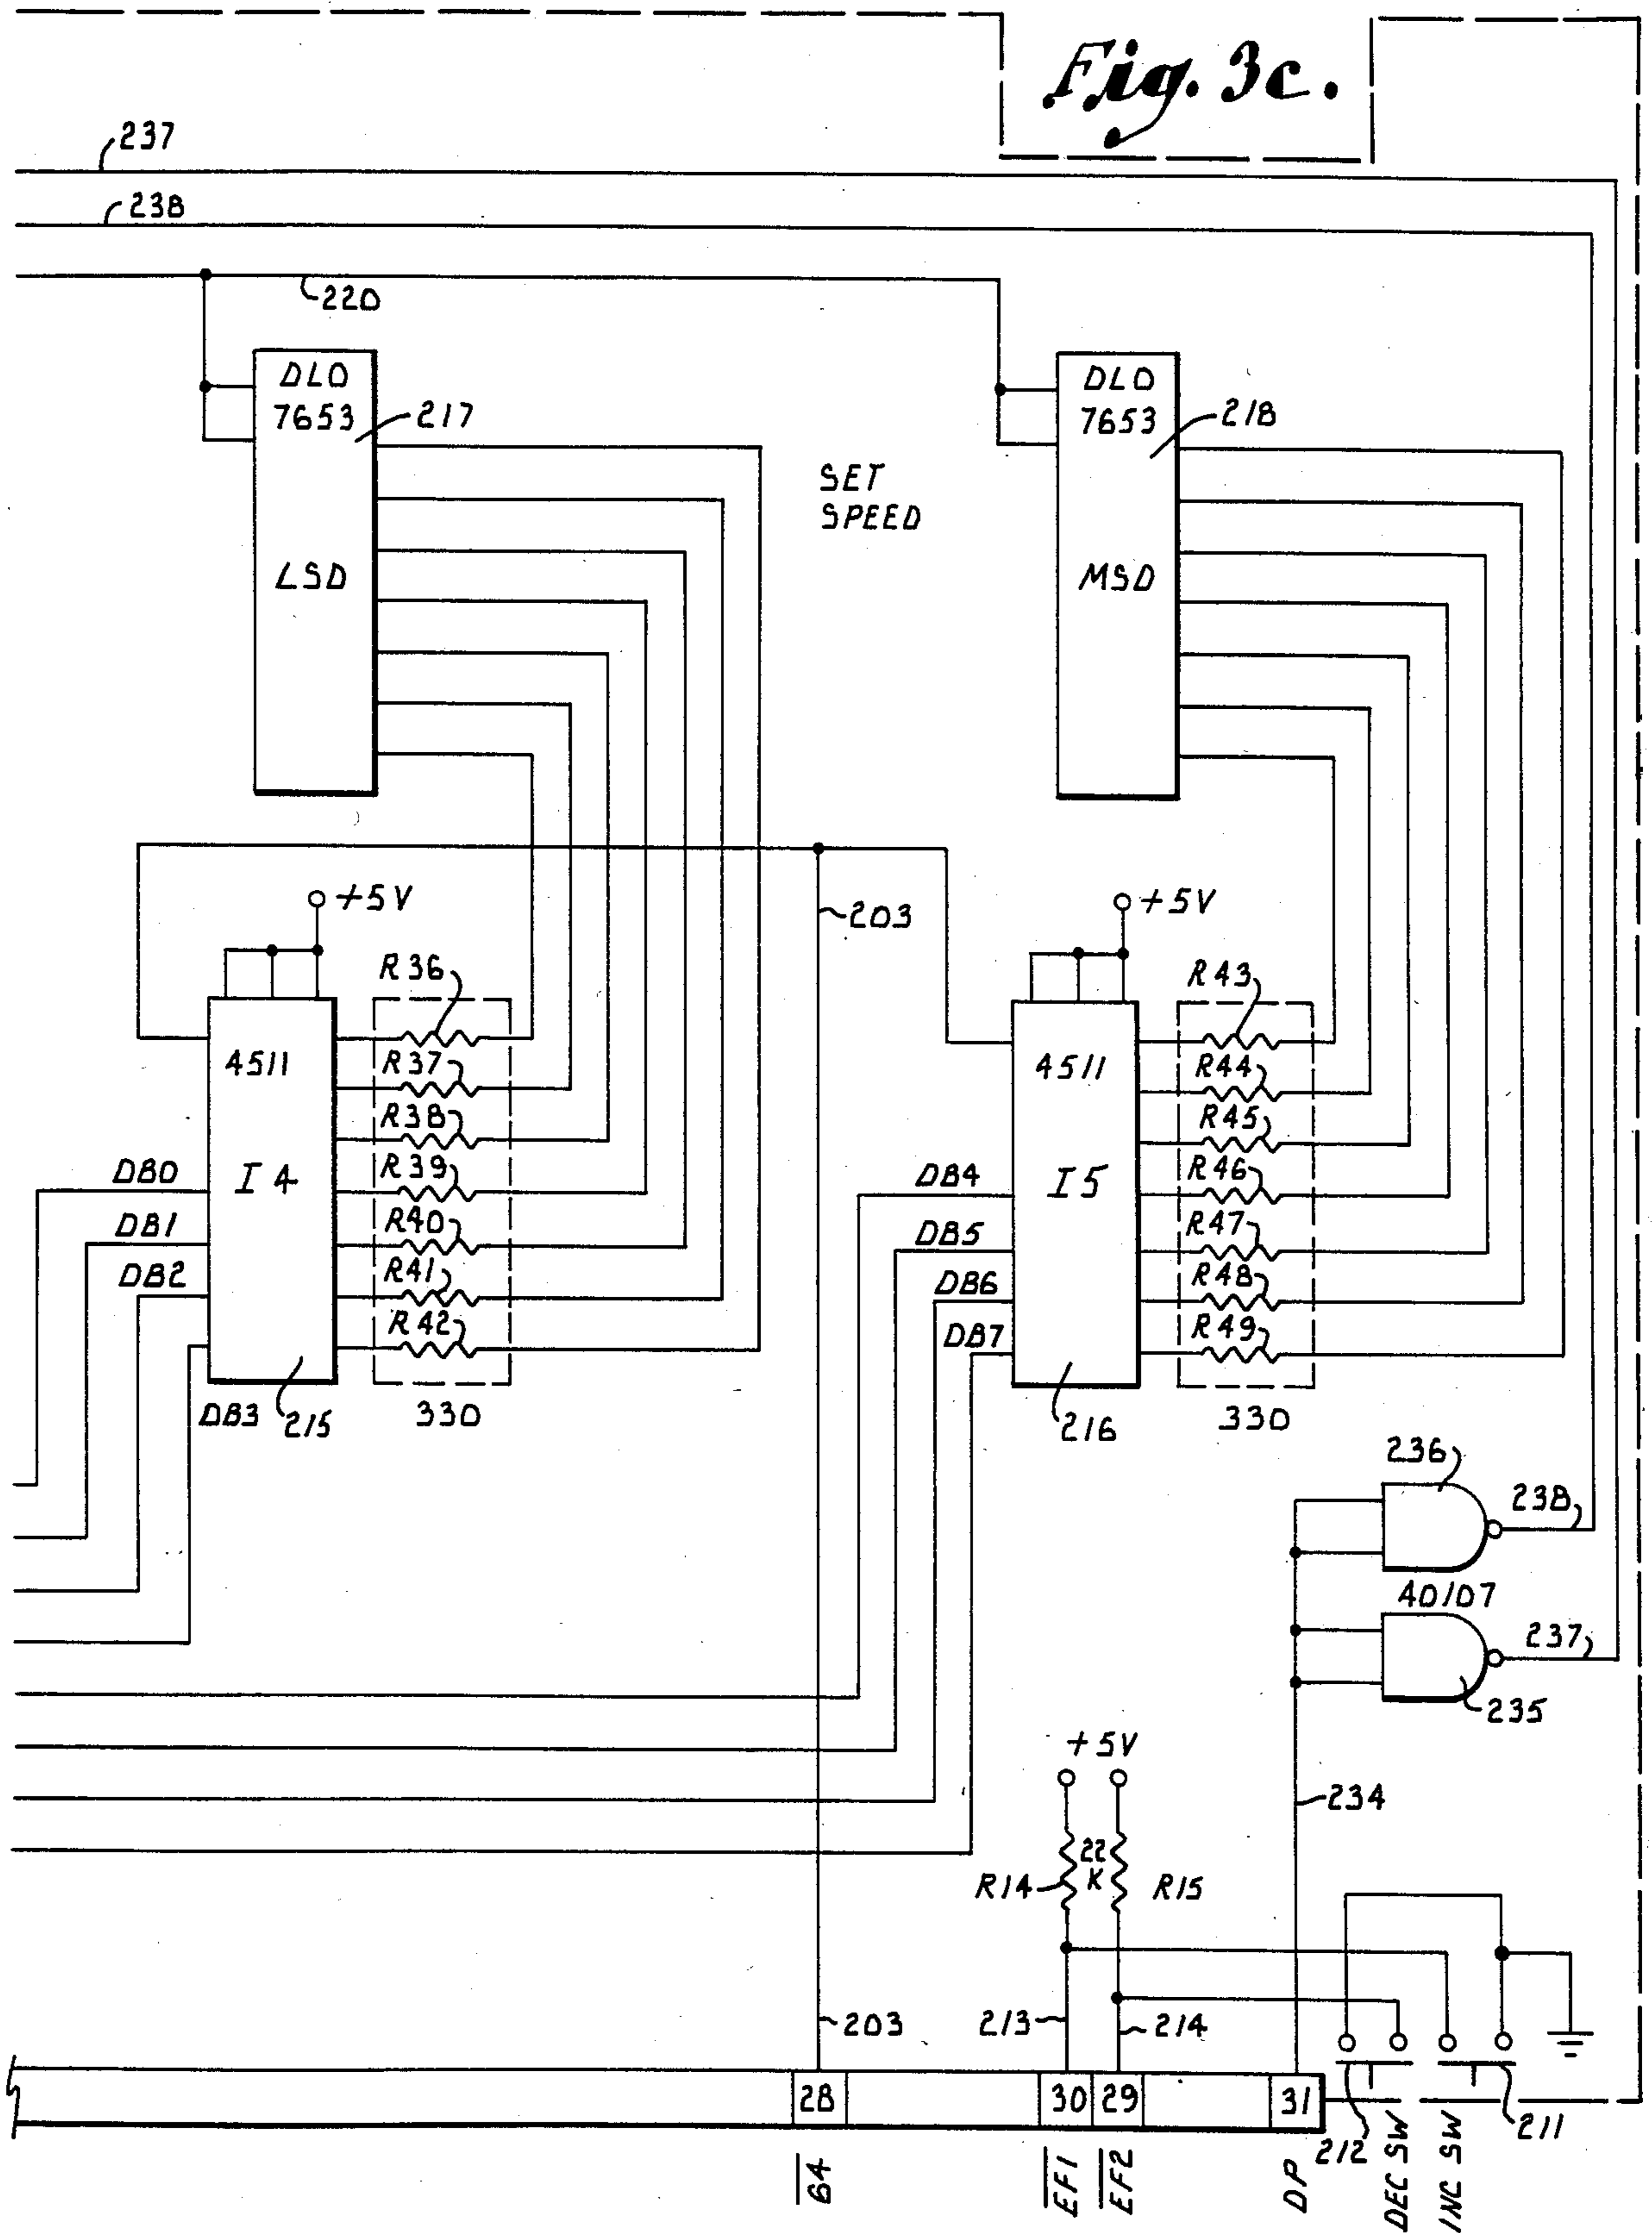 Fig. 3c.
237
238
220
DLO
7653
217
LSD
SET
SPEED
DLO
7653
218
MSD
+5V
203
+5V
R36
R43
4511
R37
R38
R39
R40
R41
R42
I4
DB0
DB1
DB2
DB3
215
330
4511
R44
R45
R46
R47
R48
R49
I5
DB4
DB5
DB6
DB7
216
330
236
238
40107
237
235
+5V
234
R14
22
K
R15
203
213
214
28
30
29
31
64
EF1
EF2
DP
212
DEC SW
INC SW
211